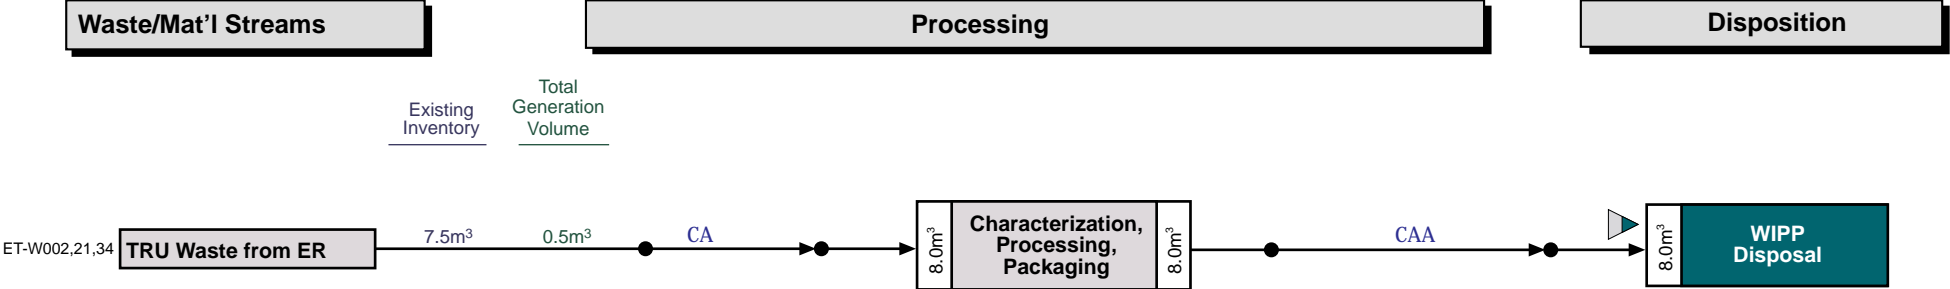 Waste/Mat'l Streams
Processing
Disposition
Existing
Inventory
Total
Generation
Volume
ET-W002,21,34
TRU Waste from ER
7.5m³
0.5m³
CA
8.0m³
Characterization,
Processing,
Packaging
8.0m³
CAA
8.0m³
WIPP
Disposal